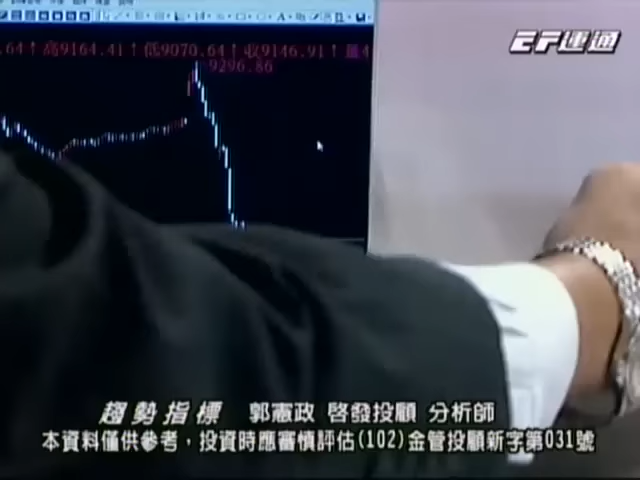 .64↑高9164.41↑低9070.64↑收9146.91↑量4
9296.86
EF運通
趨勢指標 郭憲政 啓發投顧 分析師
本資料僅供參考，投資時應審慎評估(102)金管投顧新字第031號